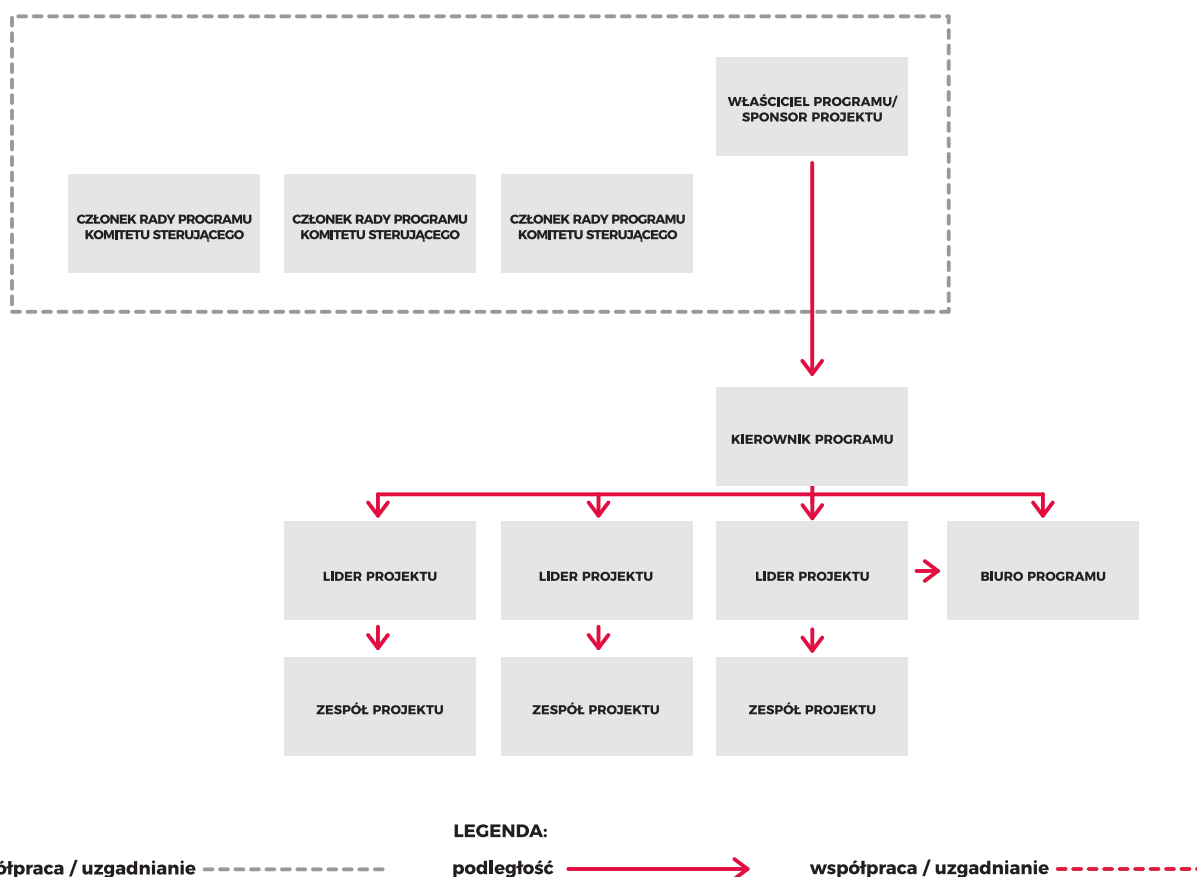 WŁAŚCICIEL PROGRAMU/
SPONSOR PROJEKTU
CZŁONEK RADY PROGRAMU
KOMITETU STERUJĄCEGO
CZŁONEK RADY PROGRAMU
KOMITETU STERUJĄCEGO
CZŁONEK RADY PROGRAMU
KOMITETU STERUJĄCEGO
KIEROWNIK PROGRAMU
LIDER PROJEKTU
LIDER PROJEKTU
LIDER PROJEKTU
BIURO PROGRAMU
ZESPÓŁ PROJEKTU
ZESPÓŁ PROJEKTU
ZESPÓŁ PROJEKTU
LEGENDA:
/ uzgadnianie
podległość
współpraca / uzgadnianie